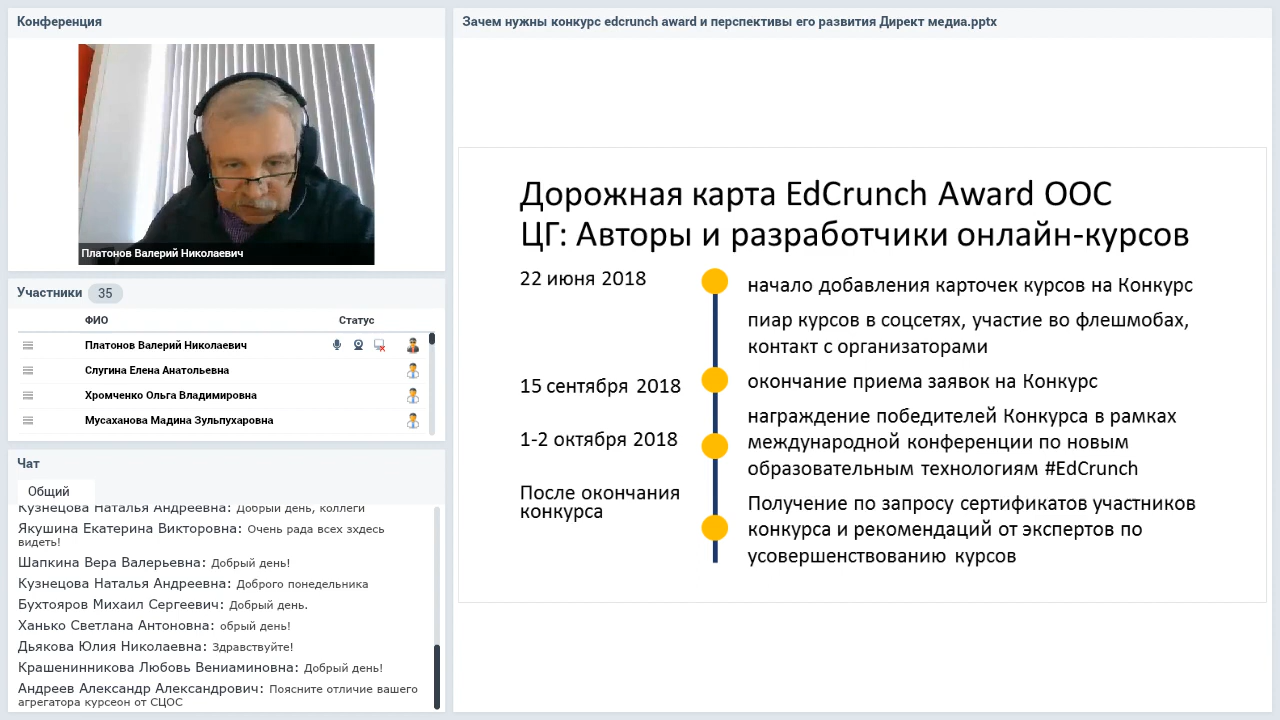 Конференция
Платонов Валерий Николаевич
Участники 35
ФИО Статус
Платонов Валерий Николаевич
Слугина Елена Анатольевна
Хромченко Ольга Владимировна
Мусаханова Мадина Зульпухаровна
Чат
Общий
Кузнецова Наталья Андреевна: Добрый день, коллеги
Якушина Екатерина Викторовна: Очень рада всех зхдесь
видеть!
Шапкина Вера Валерьевна: Добрый день!
Кузнецова Наталья Андреевна: Доброго понедельника
Бухтояров Михаил Сергеевич: Добрый день.
Ханько Светлана Антоновна: обрый день!
Дьякова Юлия Николаевна: Здравствуйте!
Крашенинникова Любовь Вениаминовна: Добрый день!
Андреев Александр Александрович: Поясните отличие вашего
агрегатора курсеон от СЦОС
Зачем нужны конкурс edcrunch award и перспективы его развития Директ медиа.pptx
Дорожная карта EdCrunch Award ООС
ЦГ: Авторы и разработчики онлайн-курсов
22 июня 2018
начало добавления карточек курсов на Конкурс
пиар курсов в соцсетях, участие во флешмобах,
контакт с организаторами
15 сентября 2018
окончание приема заявок на Конкурс
1-2 октября 2018
награждение победителей Конкурса в рамках
международной конференции по новым
образовательным технологиям #EdCrunch
После окончания
конкурса
Получение по запросу сертификатов участников
конкурса и рекомендаций от экспертов по
усовершенствованию курсов